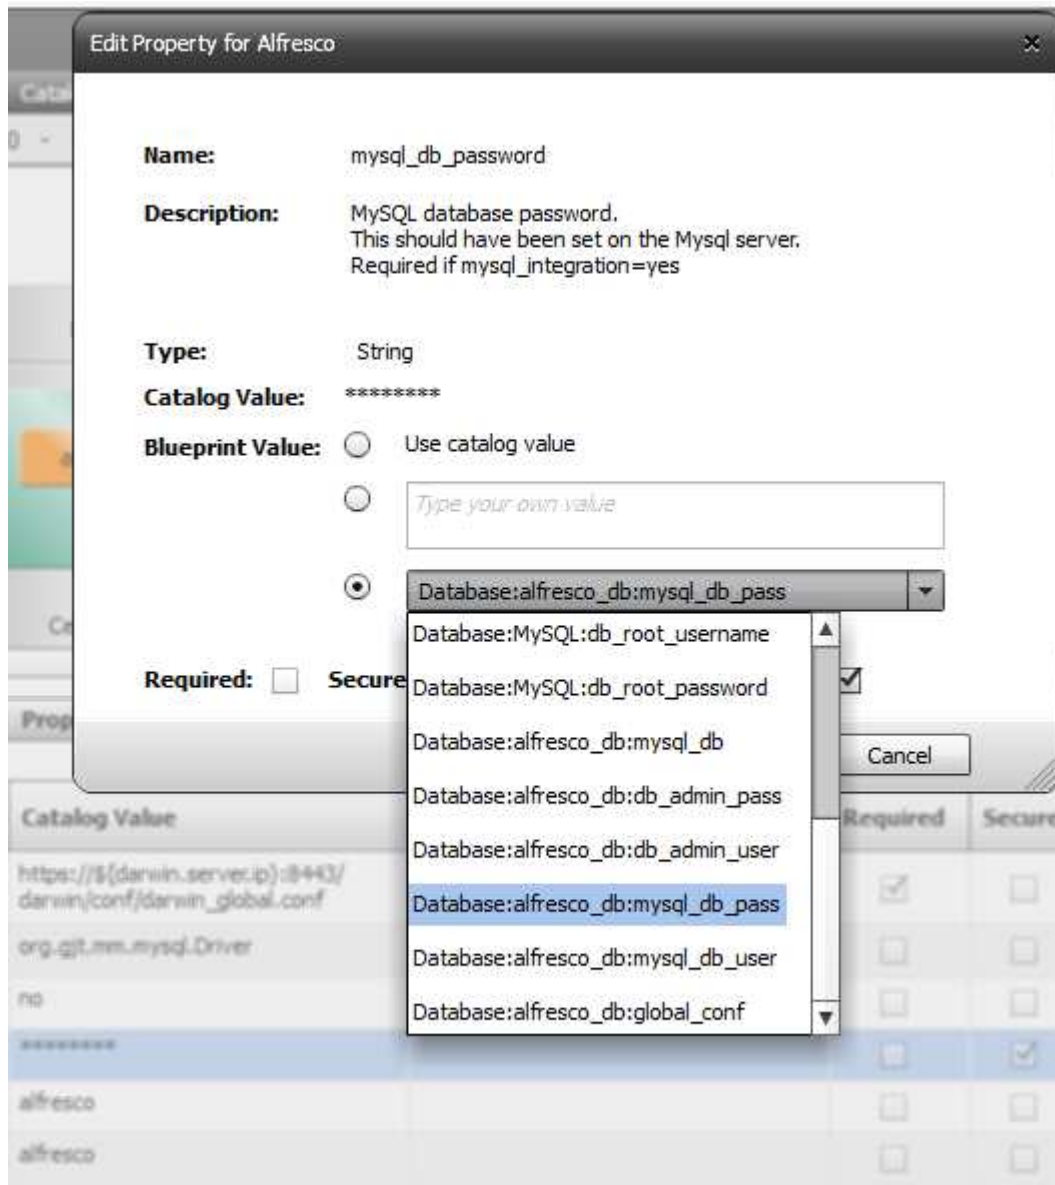 Edit Property for Alfresco
Name: mysql_db_password
Description: MySQL database password.
This should have been set on the Mysql server.
Required if mysql_integration=yes
Type: String
Catalog Value: ********
Blueprint Value: Use catalog value
Type your own value
Database:alfresco_db:mysql_db_pass
Database:MySQL:db_root_username
Required: Secure
Database:MySQL:db_root_password
Database:alfresco_db:mysql_db
Cancel
Database:alfresco_db:db_admin_pass
Database:alfresco_db:db_admin_user
Database:alfresco_db:mysql_db_pass
Database:alfresco_db:mysql_db_user
Database:alfresco_db:global_conf
Catalog Value Required Secure
https://${darwin.server.ip}:8443/
darwin/conf/darwin_global.conf
org.gjt.mm.mysql.Driver
no
********
alfresco
alfresco